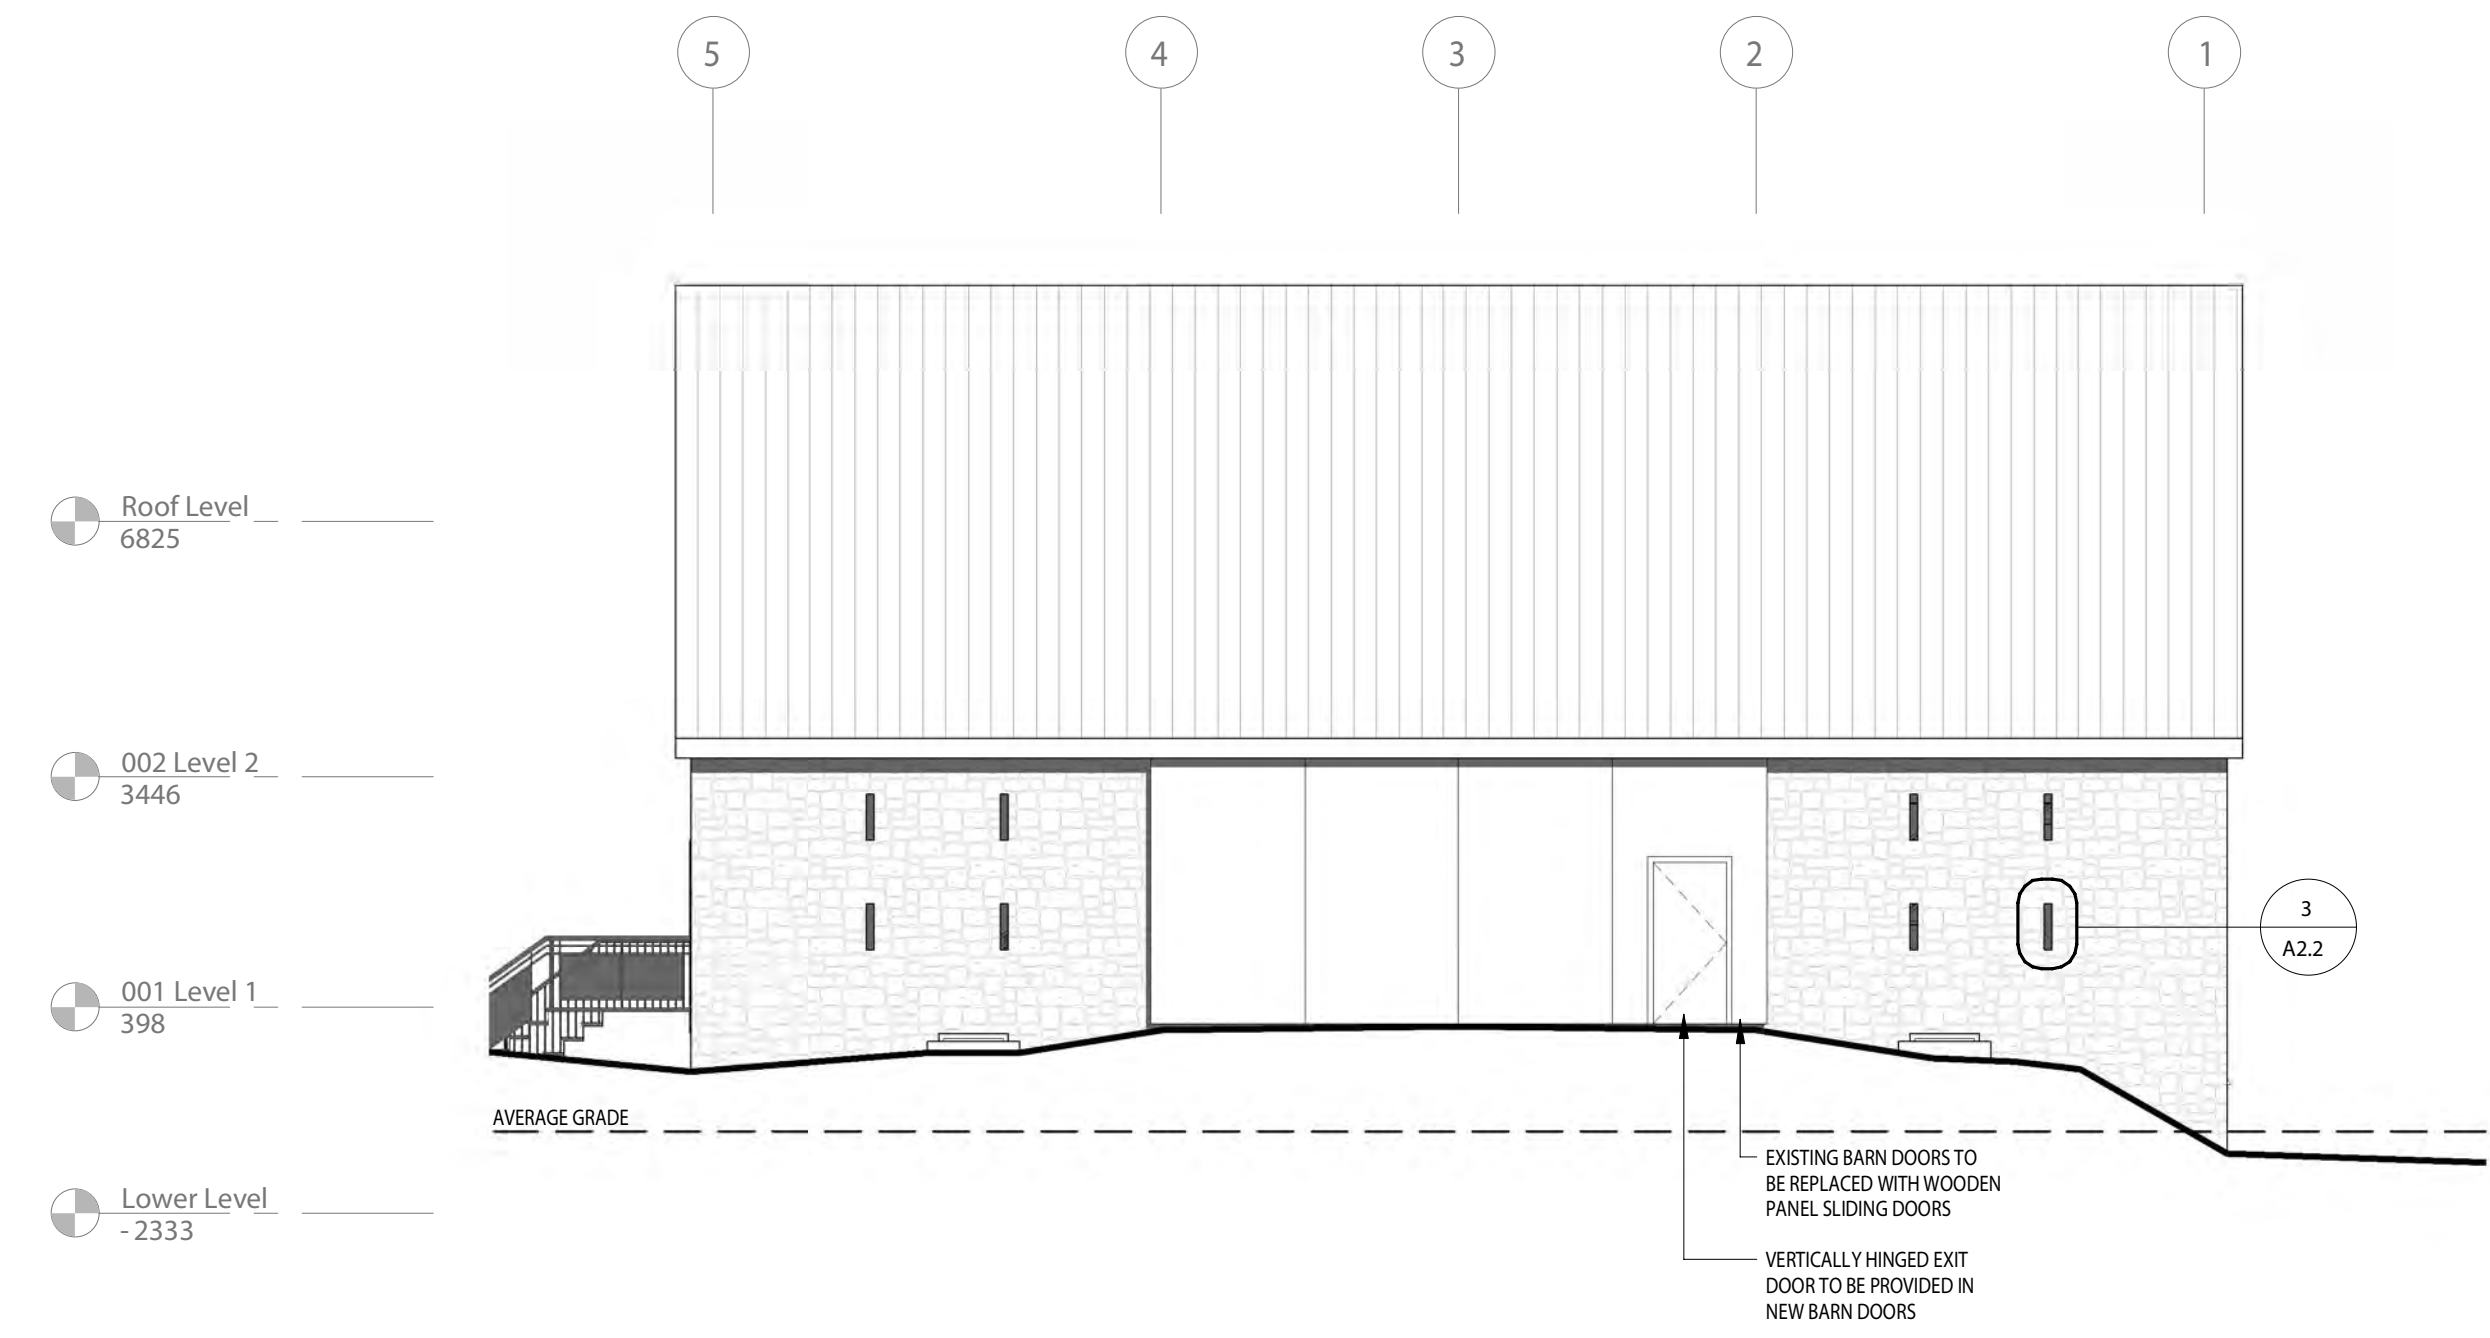 5
4
3
2
1
Roof Level
6825
002 Level 2
3446
001 Level 1
398
3
A2.2
AVERAGE GRADE
EXISTING BARN DOORS TO
BE REPLACED WITH WOODEN
PANEL SLIDING DOORS
Lower Level
- 2333
VERTICALLY HINGED EXIT
DOOR TO BE PROVIDED IN
NEW BARN DOORS